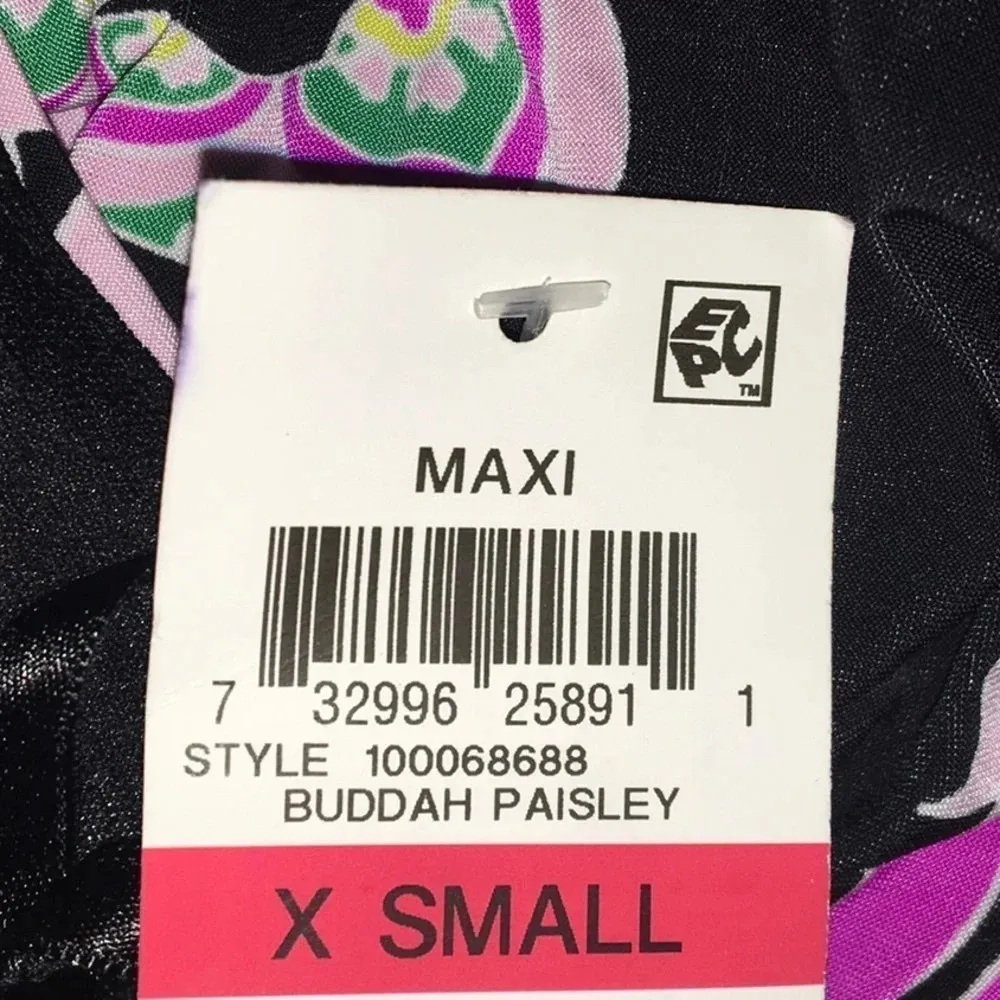 EPC
TM
MAXI
7 32996 25891 1
STYLE 100068688
BUDDAH PAISLEY
X SMALL